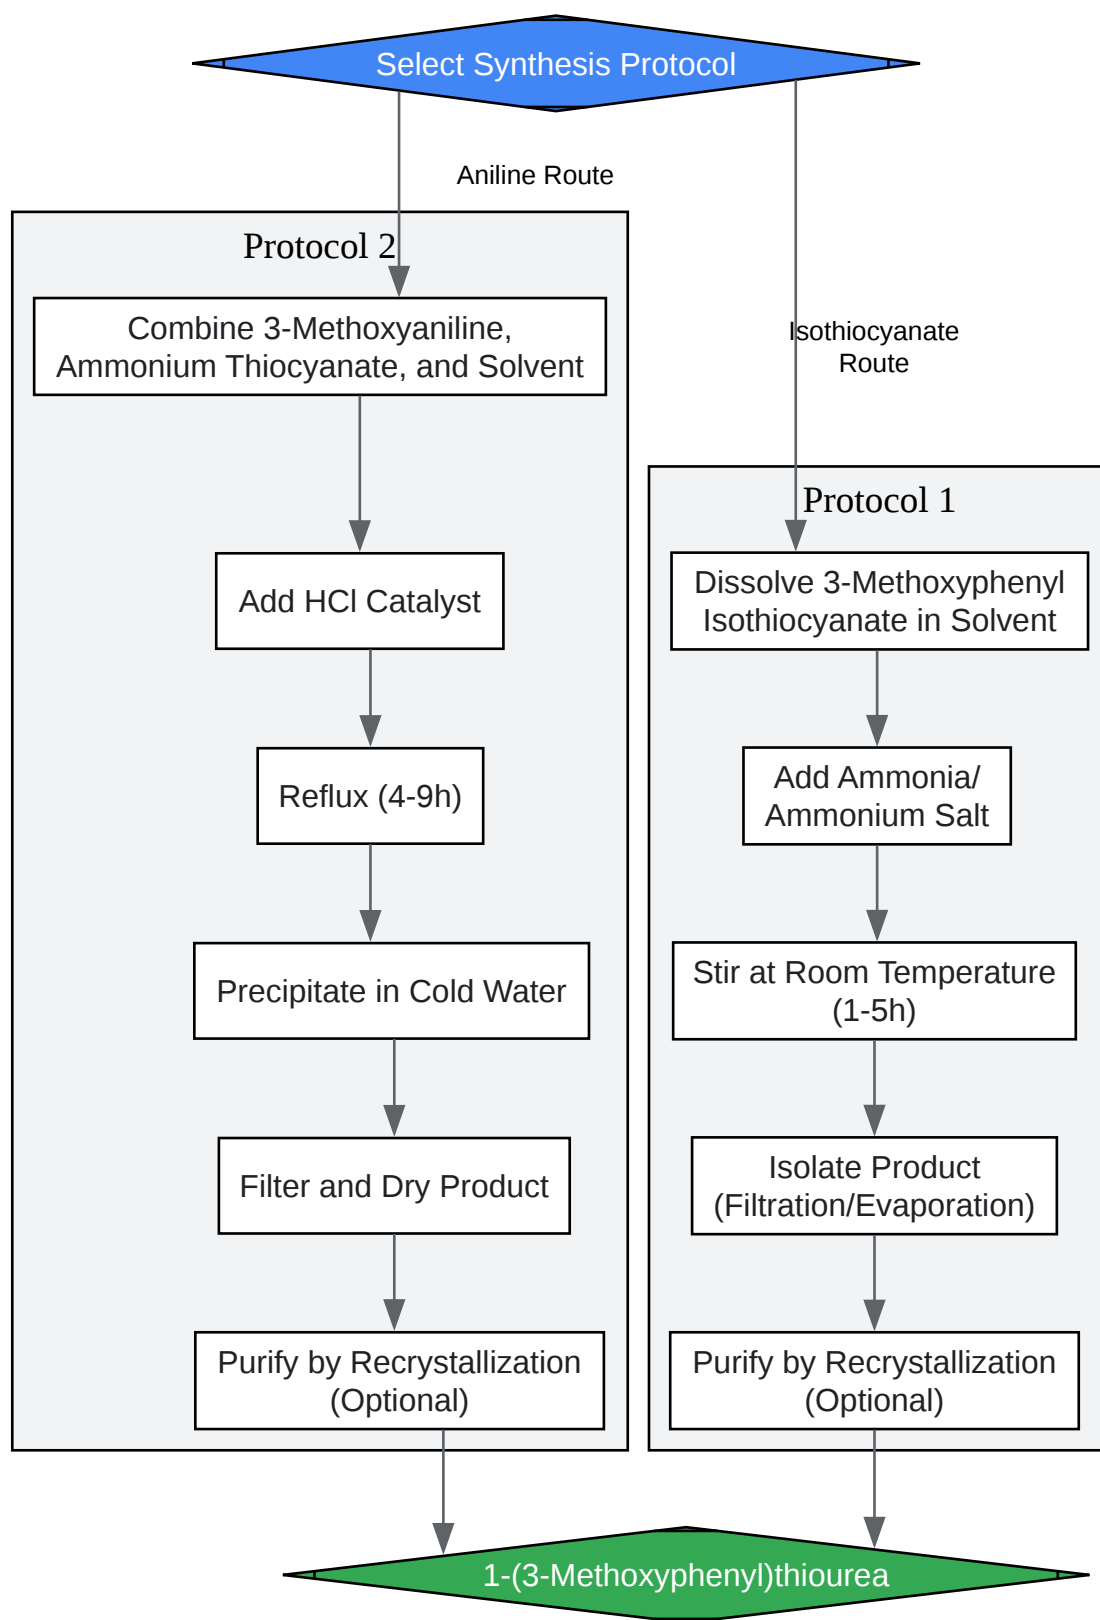 Select Synthesis Protocol
Aniline Route
Protocol 2
Combine 3-Methoxyaniline,
Ammonium Thiocyanate, and Solvent
Add HCl Catalyst
Reflux (4-9h)
Precipitate in Cold Water
Filter and Dry Product
Purify by Recrystallization
(Optional)
Isothiocyanate
Route
Protocol 1
Dissolve 3-Methoxyphenyl
Isothiocyanate in Solvent
Add Ammonia/
Ammonium Salt
Stir at Room Temperature
(1-5h)
Isolate Product
(Filtration/Evaporation)
Purify by Recrystallization
(Optional)
1-(3-Methoxyphenyl)thiourea